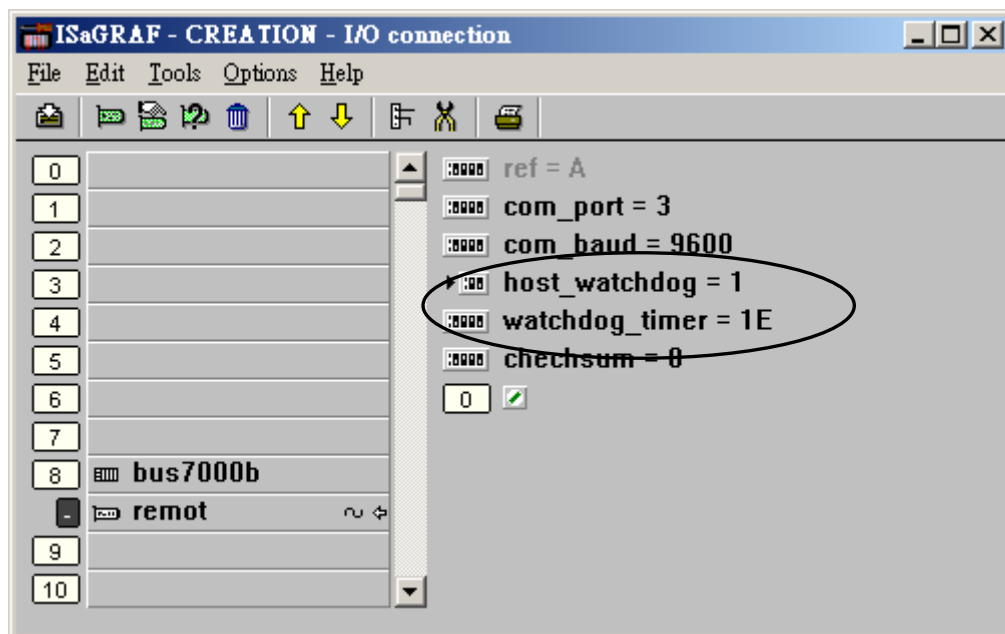 ISaGRAF - CREATION - I/O connection
File Edit Tools Options Help
0
1
2
3
4
5
6
7
8 bus7000b
- remot
9
10
ref = A
com_port = 3
com_baud = 9600
host_watchdog = 1
watchdog_timer = 1E
chechsum = 0
0